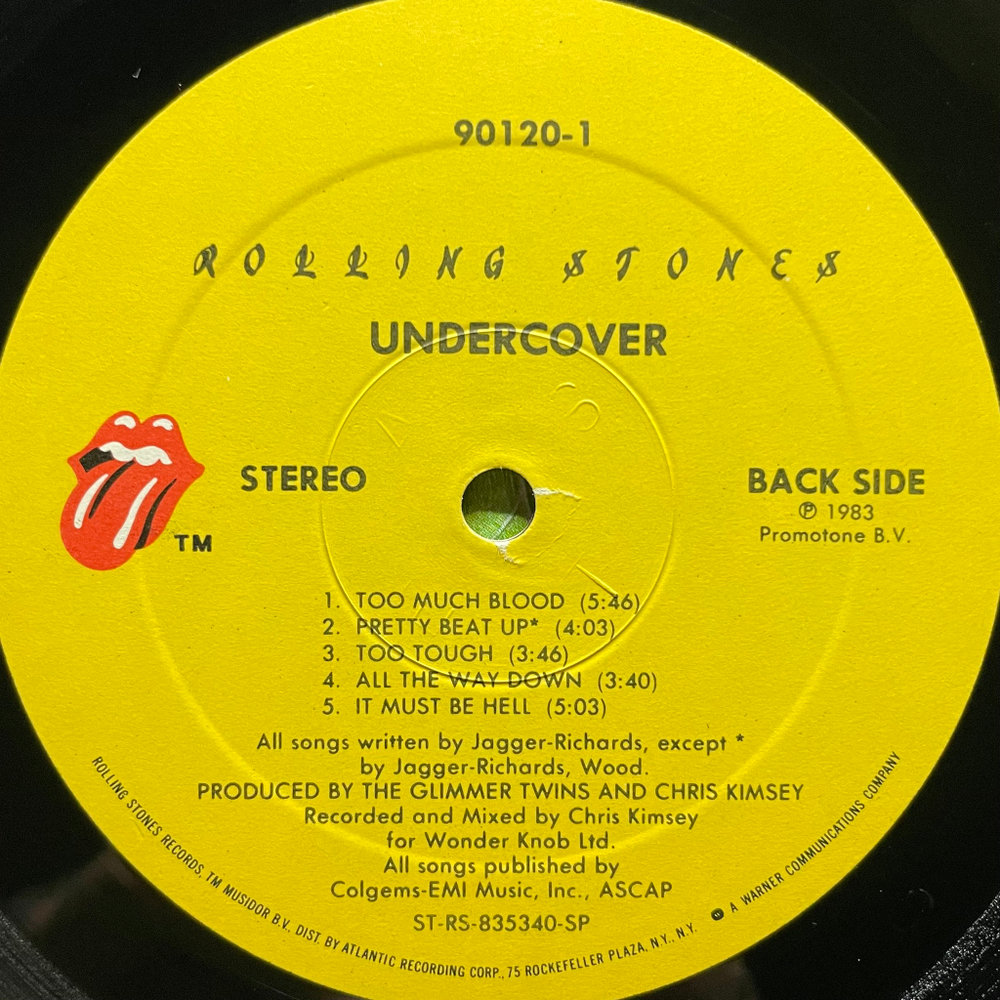 90120-1
ROLLING STONES
UNDERCOVER
STEREO
BACK SIDE
℗ 1983
Promotone B.V.
TM
1. TOO MUCH BLOOD (5:46)
2. PRETTY BEAT UP* (4:03)
3. TOO TOUGH (3:46)
4. ALL THE WAY DOWN (3:40)
5. IT MUST BE HELL (5:03)
All songs written by Jagger-Richards, except *
by Jagger-Richards, Wood.
PRODUCED BY THE GLIMMER TWINS AND CHRIS KIMSEY
Recorded and Mixed by Chris Kimsey
for Wonder Knob Ltd.
All songs published by
Colgems-EMI Music, Inc., ASCAP
ST-RS-835340-SP
ROLLING STONES RECORDS, TM MUSIDOR B.V., DIST. BY ATLANTIC RECORDING CORP., 75 ROCKEFELLER PLAZA, N.Y., N.Y. A WARNER COMMUNICATIONS COMPANY